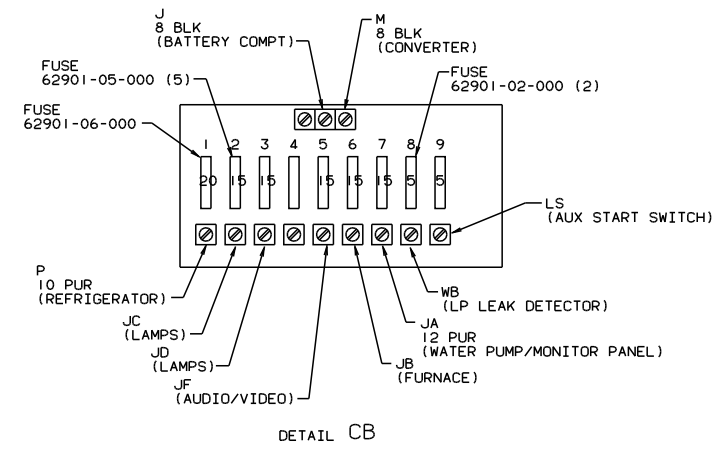 J
8 BLK
(BATTERY COMPT)
M
8 BLK
(CONVERTER)
FUSE
62901-05-000 (5)
FUSE
62901-02-000 (2)
FUSE
62901-06-000
1 2 3 4 5 6 7 8 9
20 15 15 15 15 15 5 5
LS
(AUX START SWITCH)
P
10 PUR
(REFRIGERATOR)
WB
(LP LEAK DETECTOR)
JC
(LAMPS)
JA
12 PUR
(WATER PUMP/MONITOR PANEL)
JD
(LAMPS)
JB
(FURNACE)
JF
(AUDIO/VIDEO)
DETAIL CB